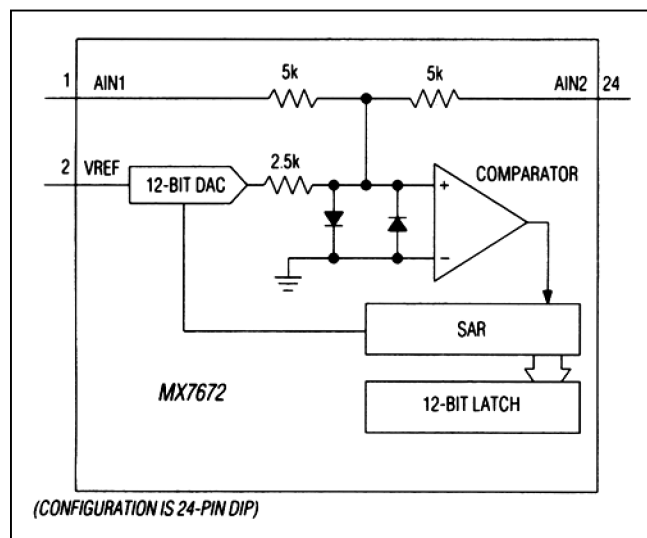 5k 5k
1 AIN1 AIN2 24
2 VREF 12-BIT DAC 2.5k
COMPARATOR
+
−
SAR
MX7672
12-BIT LATCH
(CONFIGURATION IS 24-PIN DIP)